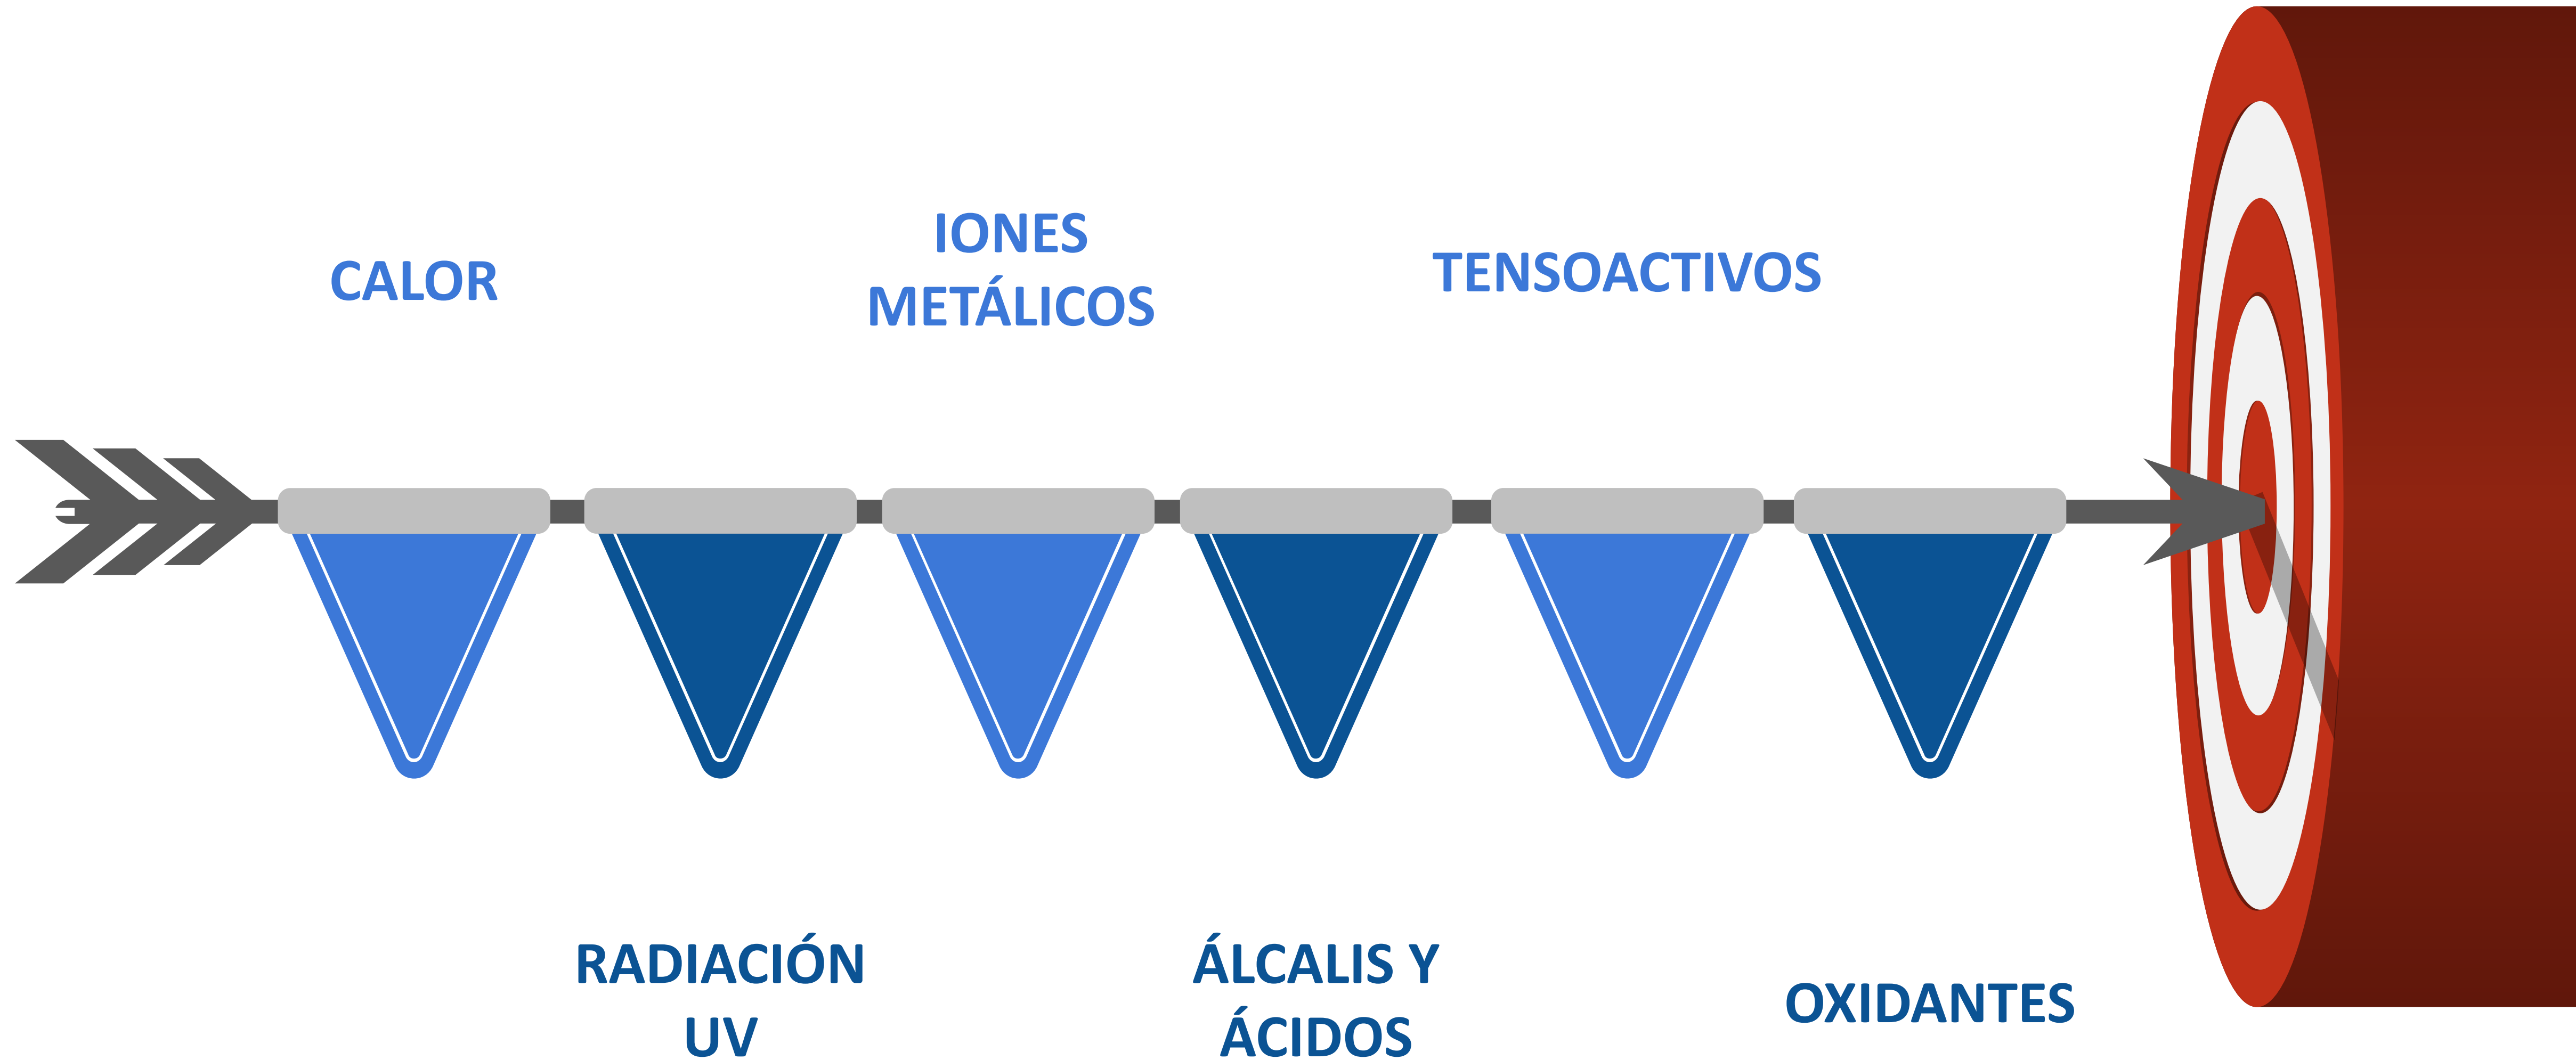 CALOR
RADIACIÓN
UV
IONES
METÁLICOS
ÁLCALIS Y
ÁCIDOS
TENSOACTIVOS
OXIDANTES